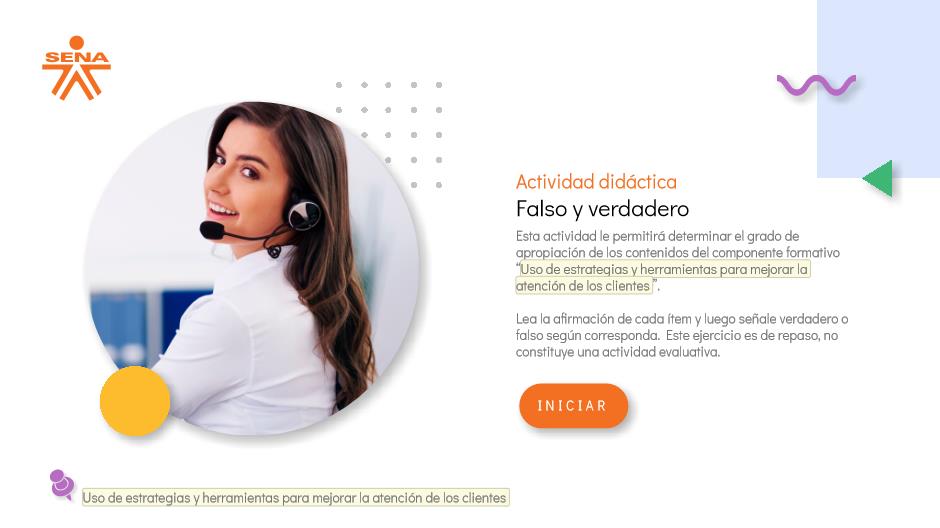 SENA
Actividad didáctica
Falso y verdadero
Esta actividad le permitirá determinar el grado de
apropiación de los contenidos del componente formativo
“Uso de estrategias y herramientas para mejorar la
atención de los clientes”.
Lea la afirmación de cada ítem y luego señale verdadero o
falso según corresponda. Este ejercicio es de repaso, no
constituye una actividad evaluativa.
INICIAR
Uso de estrategias y herramientas para mejorar la atención de los clientes